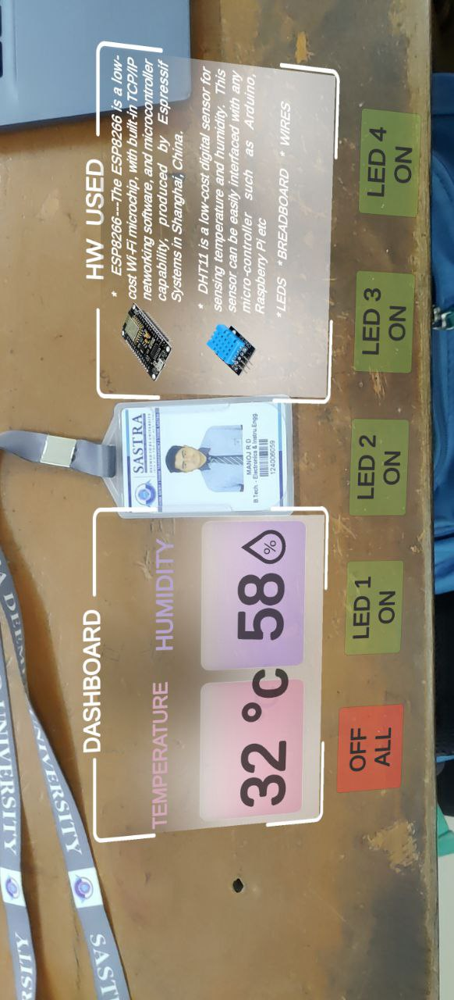 DASHBOARD
TEMPERATURE HUMIDITY
32 °c 58 %
SASTRA
MANOJ R D
B.Tech. - Electronics & Instru.Engg
124006059
HW USED
* ESP8266---The ESP8266 is a low-
cost Wi-Fi microchip, with built-in TCP/IP
networking software, and microcontroller
capability, produced by Espressif
Systems in Shanghai, China.
* DHT11 is a low-cost digital sensor for
sensing temperature and humidity. This
sensor can be easily interfaced with any
micro-controller such as Arduino,
Raspberry Pi etc
*LEDS *BREADBOARD * WIRES
OFF
ALL
LED 1
ON
LED 2
ON
LED 3
ON
LED 4
ON
UNIVERSITY
UNIVERSITY
RSITY
SAST